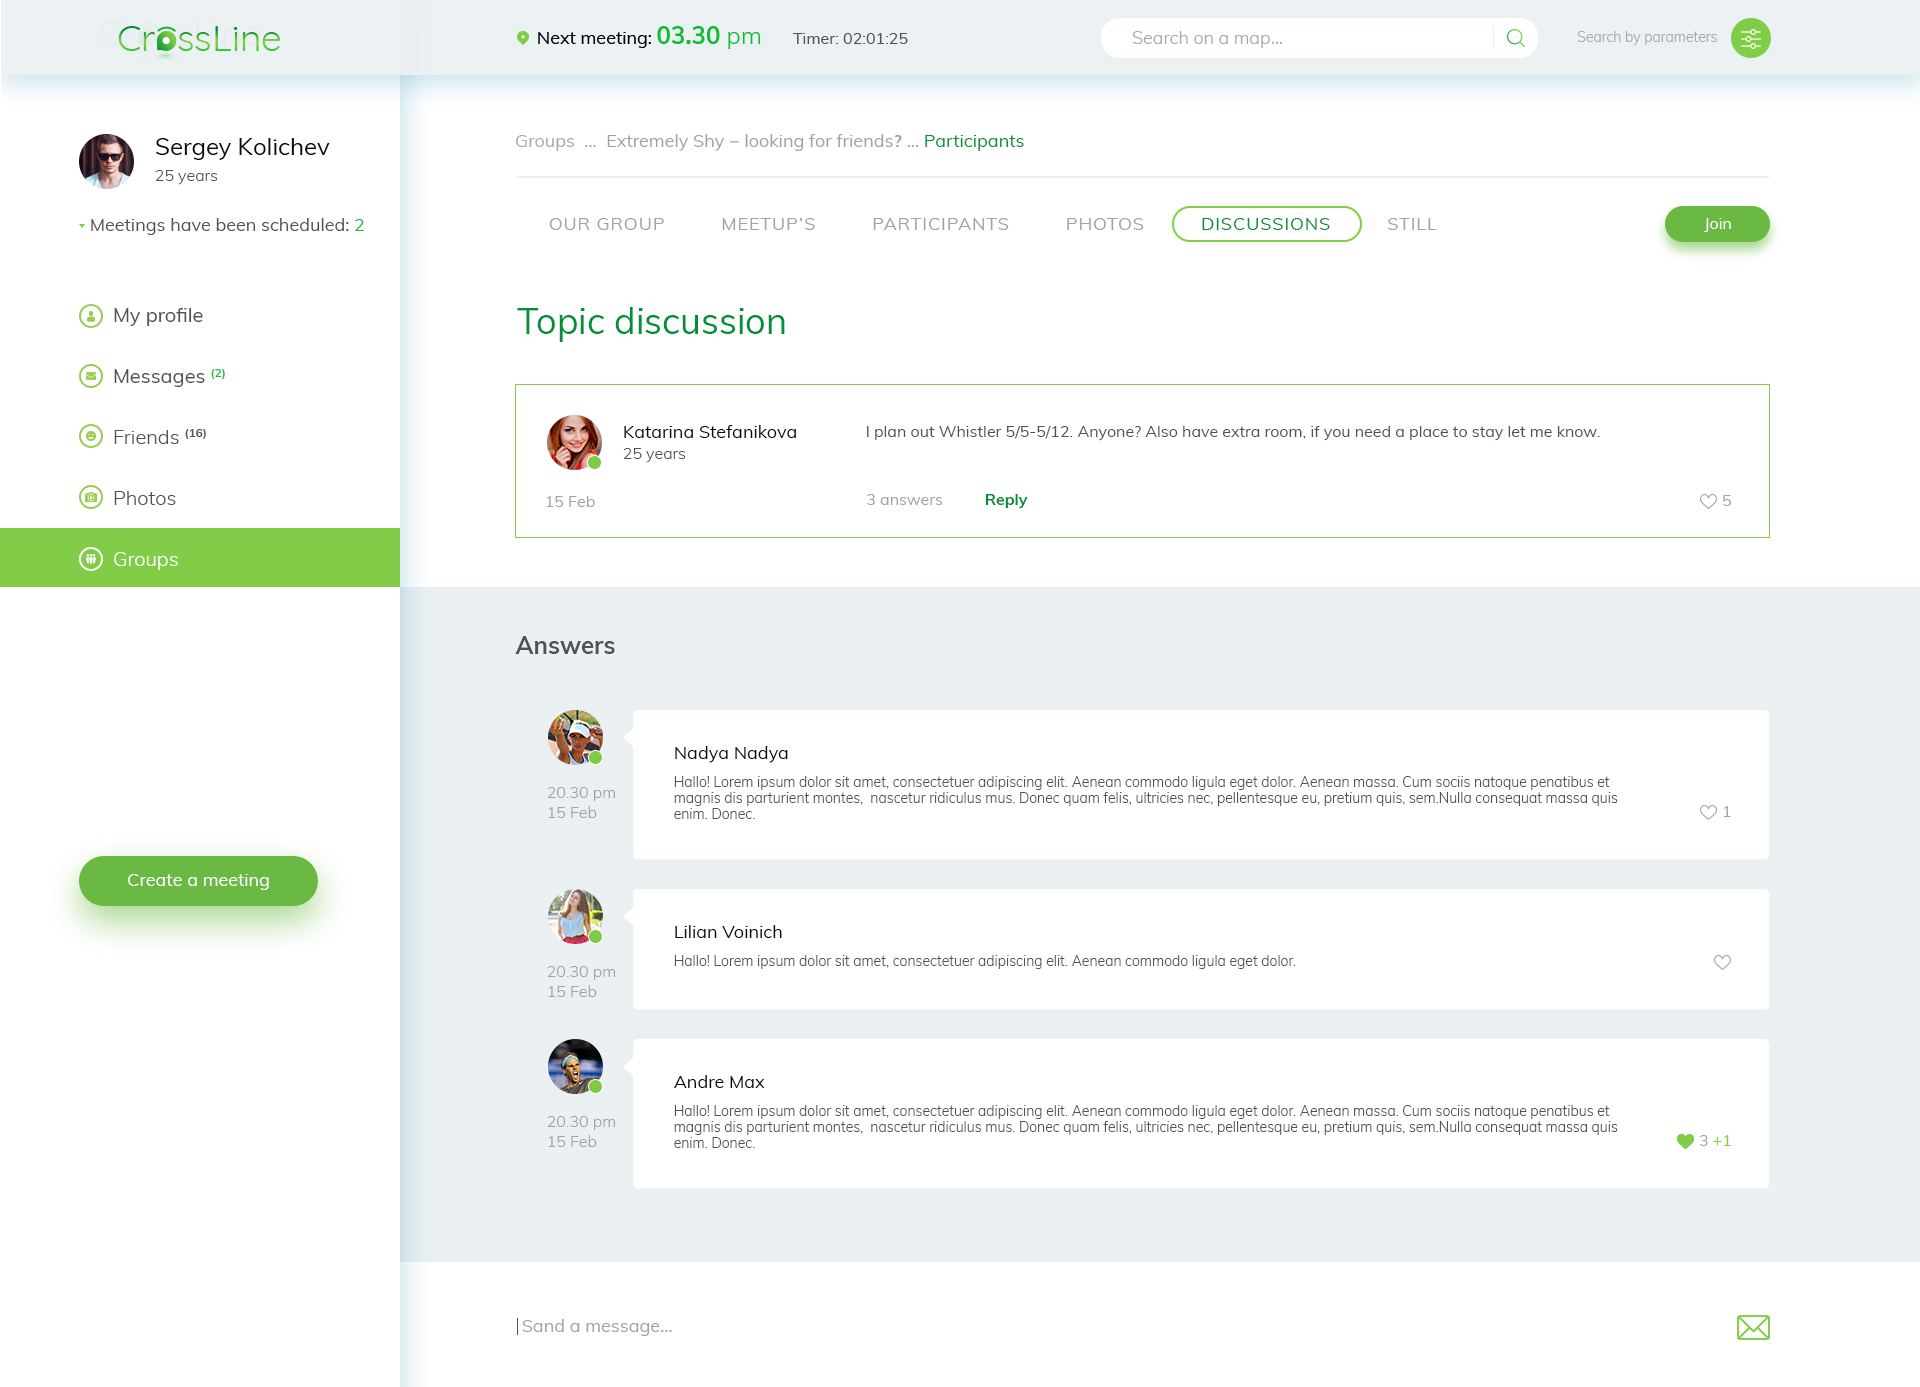 CrossLine
Next meeting: 03.30 pm
Timer: 02:01:25
Search on a map...
Search by parameters
Sergey Kolichev
25 years
Meetings have been scheduled: 2
My profile
Messages (2)
Friends (16)
Photos
Groups
Create a meeting
Groups ... Extremely Shy – looking for friends? ... Participants
OUR GROUP
MEETUP’S
PARTICIPANTS
PHOTOS
DISCUSSIONS
STILL
Join
Topic discussion
Katarina Stefanikova
25 years
I plan out Whistler 5/5-5/12. Anyone? Also have extra room, if you need a place to stay let me know.
15 Feb
3 answers
Reply
5
Answers
Nadya Nadya
Hallo! Lorem ipsum dolor sit amet, consectetuer adipiscing elit. Aenean commodo ligula eget dolor. Aenean massa. Cum sociis natoque penatibus et
magnis dis parturient montes,  nascetur ridiculus mus. Donec quam felis, ultricies nec, pellentesque eu, pretium quis, sem.Nulla consequat massa quis
enim. Donec.
20.30 pm
15 Feb
1
Lilian Voinich
Hallo! Lorem ipsum dolor sit amet, consectetuer adipiscing elit. Aenean commodo ligula eget dolor.
20.30 pm
15 Feb
Andre Max
Hallo! Lorem ipsum dolor sit amet, consectetuer adipiscing elit. Aenean commodo ligula eget dolor. Aenean massa. Cum sociis natoque penatibus et
magnis dis parturient montes,  nascetur ridiculus mus. Donec quam felis, ultricies nec, pellentesque eu, pretium quis, sem.Nulla consequat massa quis
enim. Donec.
20.30 pm
15 Feb
3 +1
Sand a message...